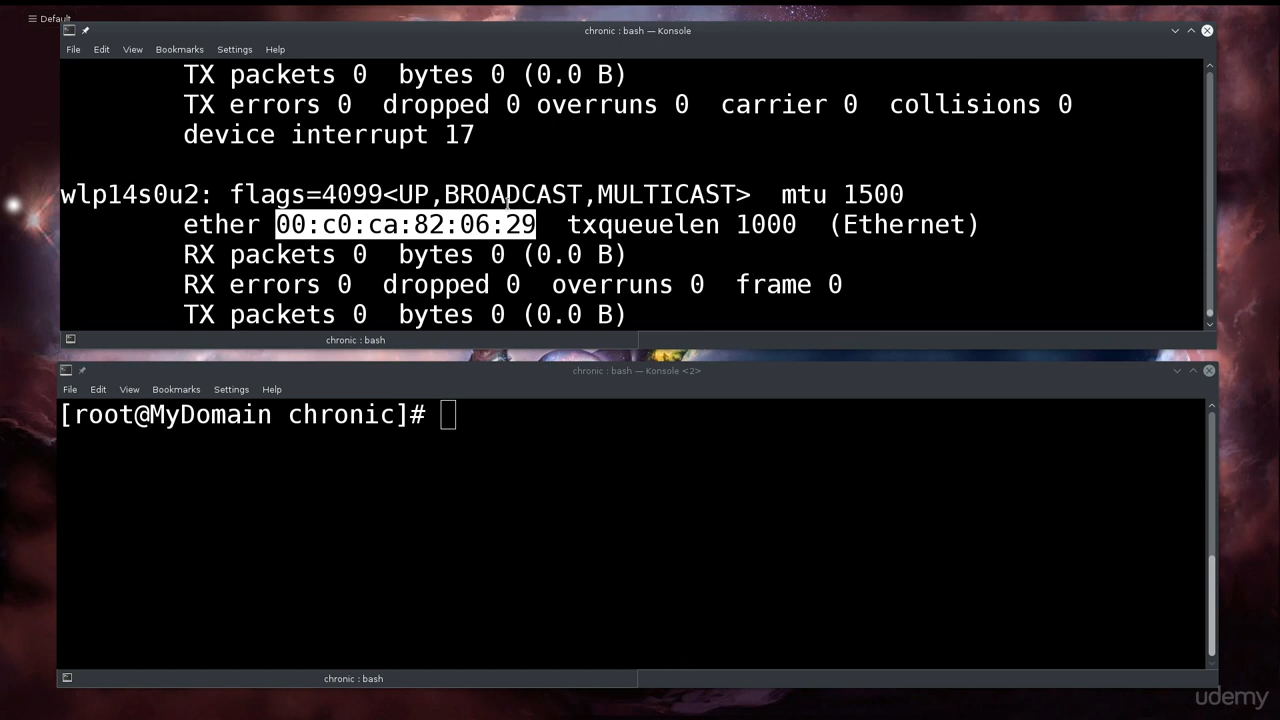 Default
chronic : bash — Konsole
File Edit View Bookmarks Settings Help
TX packets 0  bytes 0 (0.0 B)
TX errors 0  dropped 0 overruns 0  carrier 0  collisions 0
device interrupt 17
wlp14s0u2: flags=4099<UP,BROADCAST,MULTICAST>  mtu 1500
ether 00:c0:ca:82:06:29  txqueuelen 1000  (Ethernet)
RX packets 0  bytes 0 (0.0 B)
RX errors 0  dropped 0  overruns 0  frame 0
TX packets 0  bytes 0 (0.0 B)
chronic : bash
chronic : bash — Konsole <2>
File Edit View Bookmarks Settings Help
[root@MyDomain chronic]#
chronic : bash
udemy